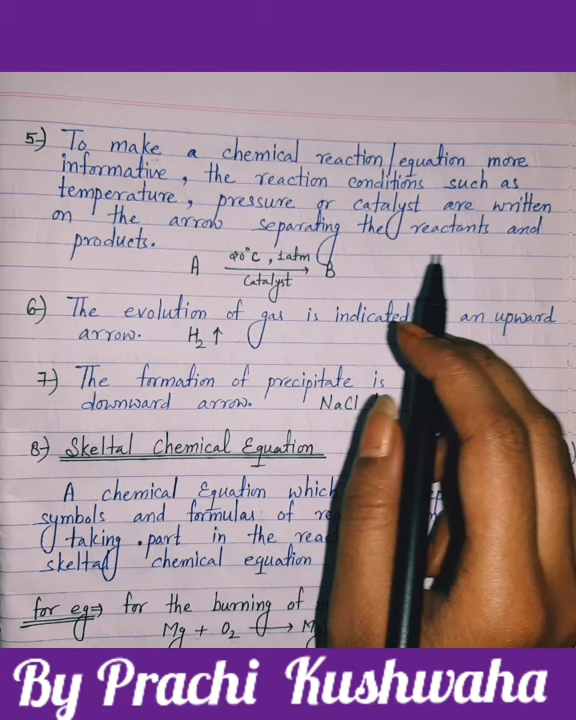 5) To make a chemical reaction/equation more
informative, the reaction conditions such as
temperature, pressure or catalyst are written
on the arrow separating the reactants and
products.
A 40°C, 1atm → B
Catalyst
6) The evolution of gas is indicated an upward
arrow. H2 ↑
7) The formation of precipitate is
downward arrow. NaCl
8) Skeltal Chemical Equation
A chemical Equation which
symbols and formulas of
taking part in the
skeltal chemical equation
for eg ⇒ for the burning of
Mg + O2 →
By Prachi Kushwaha